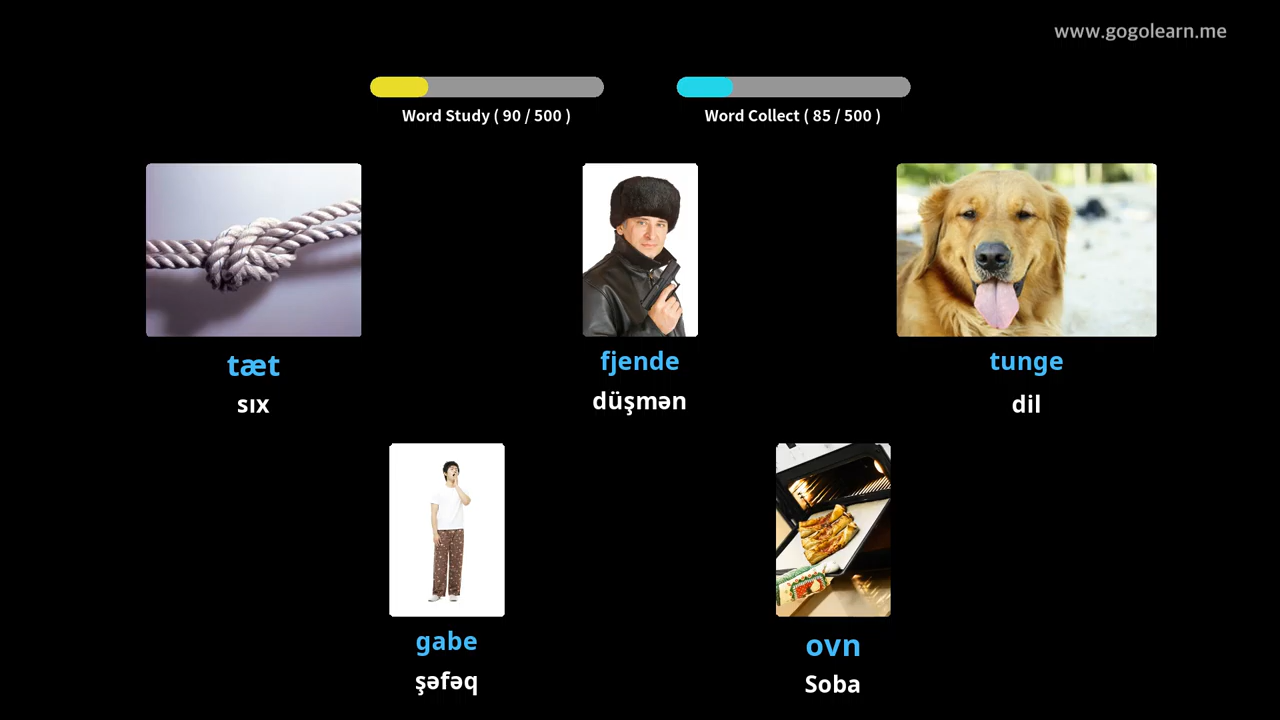 www.gogolearn.me
Word Study ( 90 / 500 )
Word Collect ( 85 / 500 )
tæt
sıx
fjende
düşmən
tunge
dil
gabe
şəfəq
ovn
Soba